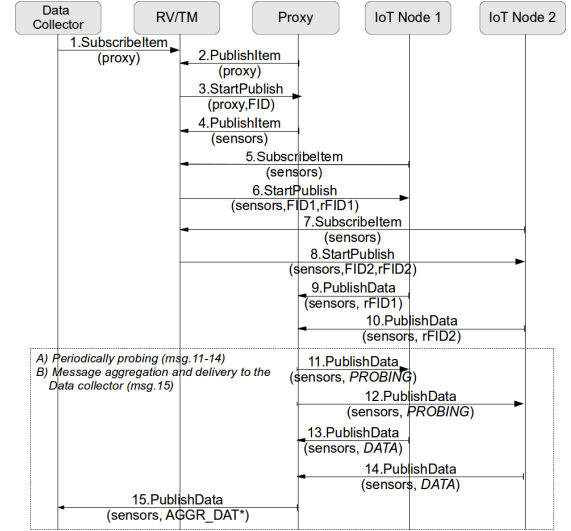 Data
Collector
RV/TM
Proxy
IoT Node 1
IoT Node 2
1.SubscribeItem
(proxy)
2.PublishItem
(proxy)
3.StartPublish
(proxy,FID)
4.PublishItem
(sensors)
5.SubscribeItem
(sensors)
6.StartPublish
(sensors,FID1,rFID1)
7.SubscribeItem
(sensors)
8.StartPublish
(sensors,FID2,rFID2)
9.PublishData
(sensors, rFID1)
10.PublishData
(sensors, rFID2)
A) Periodically probing (msg.11-14)
B) Message aggregation and delivery to the
Data collector (msg.15)
11.PublishData
(sensors, PROBING)
12.PublishData
(sensors, PROBING)
13.PublishData
(sensors, DATA)
14.PublishData
(sensors, DATA)
15.PublishData
(sensors, AGGR_DAT*)